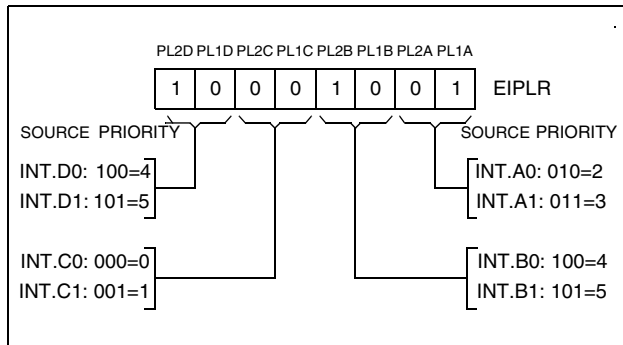 PL2D PL1D PL2C PL1C PL2B PL1B PL2A PL1A
1 0 0 0 1 0 0 1 EIPLR
SOURCE PRIORITY SOURCE PRIORITY
INT.D0: 100=4 INT.A0: 010=2
INT.D1: 101=5 INT.A1: 011=3
INT.C0: 000=0 INT.B0: 100=4
INT.C1: 001=1 INT.B1: 101=5